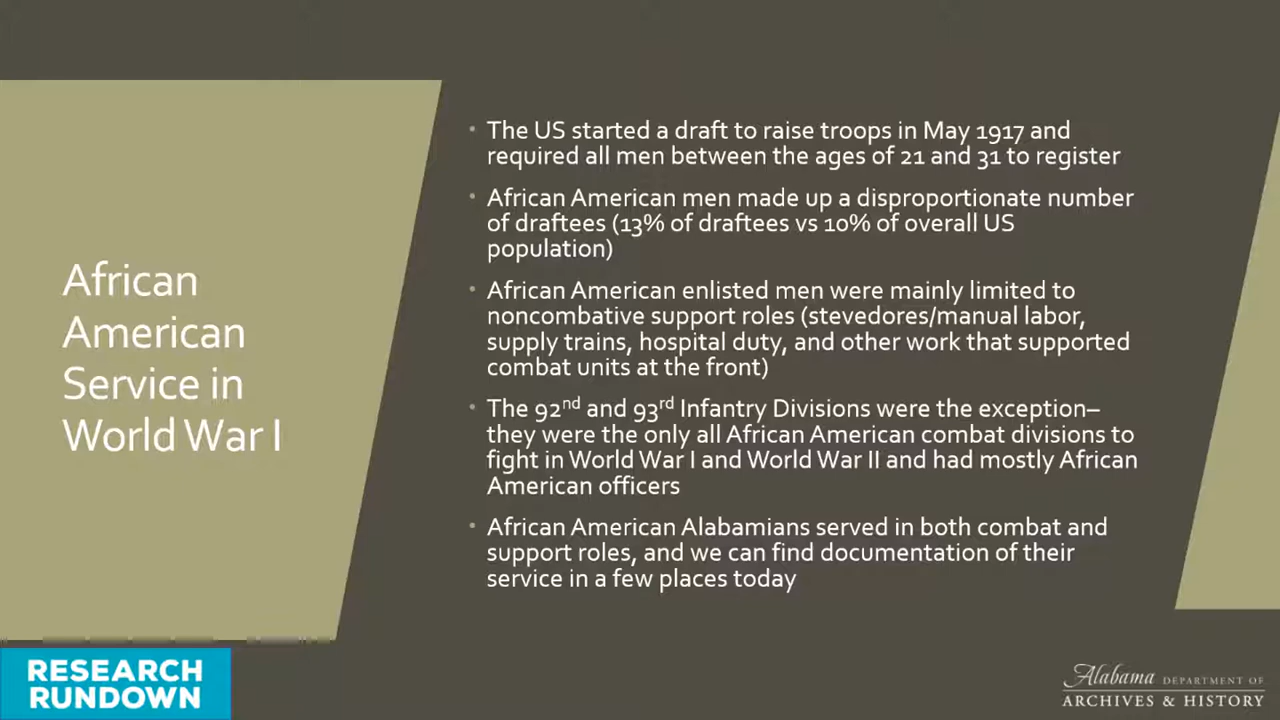 African
American
Service in
World War I
• The US started a draft to raise troops in May 1917 and
required all men between the ages of 21 and 31 to register
• African American men made up a disproportionate number
of draftees (13% of draftees vs 10% of overall US
population)
• African American enlisted men were mainly limited to
noncombative support roles (stevedores/manual labor,
supply trains, hospital duty, and other work that supported
combat units at the front)
• The 92nd and 93rd Infantry Divisions were the exception–
they were the only all African American combat divisions to
fight in World War I and World War II and had mostly African
American officers
• African American Alabamians served in both combat and
support roles, and we can find documentation of their
service in a few places today
RESEARCH
RUNDOWN
Alabama DEPARTMENT OF
ARCHIVES & HISTORY